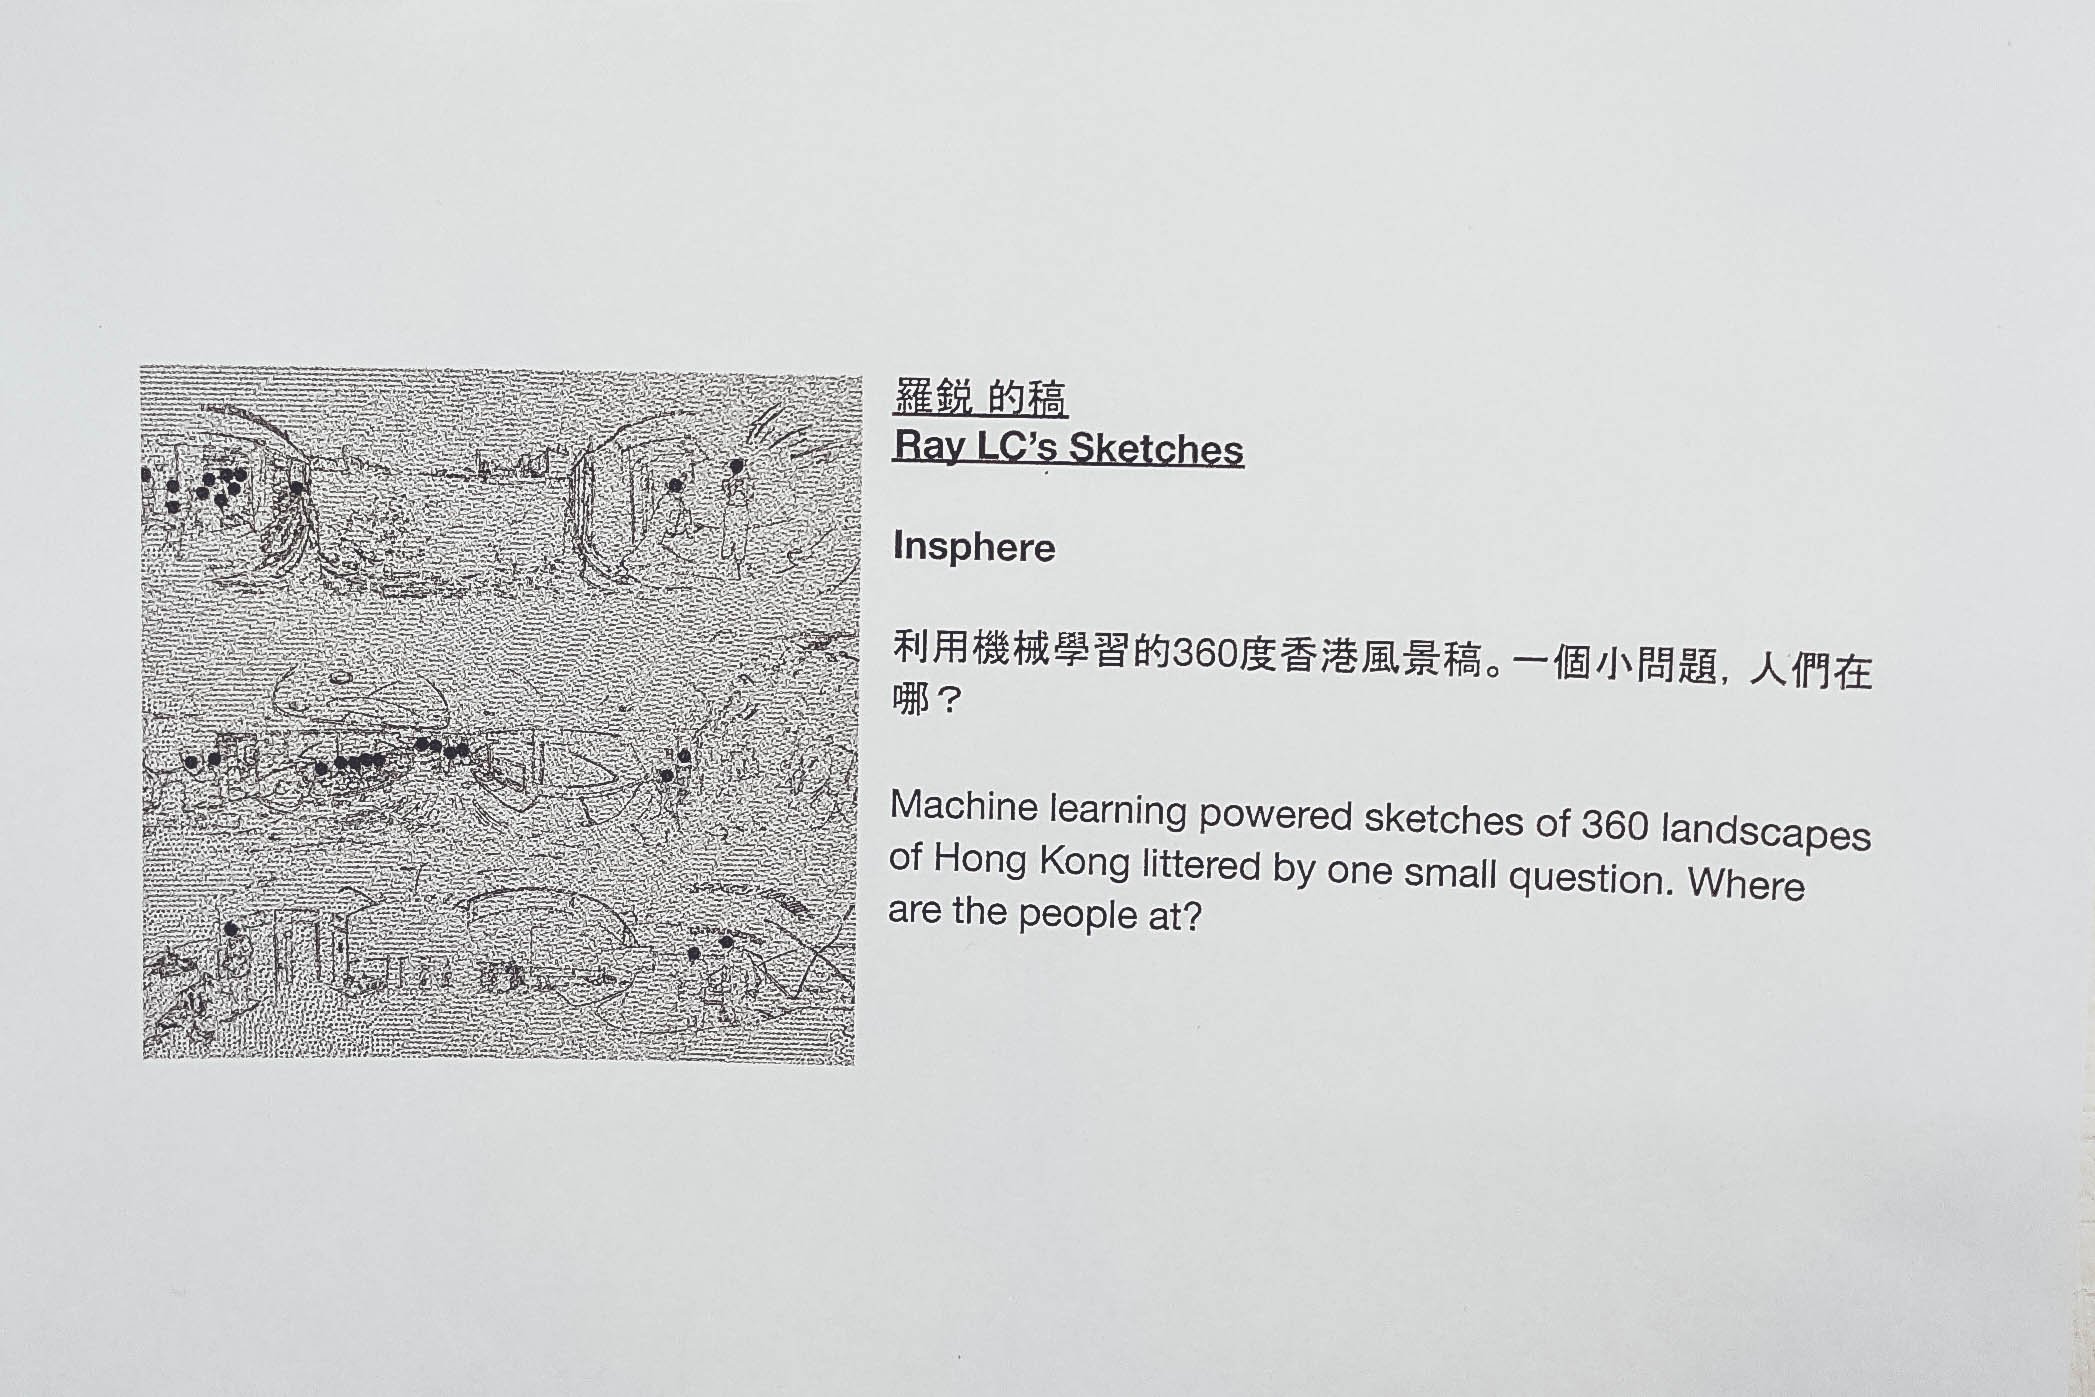 羅鋭 的稿
Ray LC's Sketches
Insphere
利用機械學習的360度香港風景稿。一個小問題，人們在
哪？
Machine learning powered sketches of 360 landscapes
of Hong Kong littered by one small question. Where
are the people at?